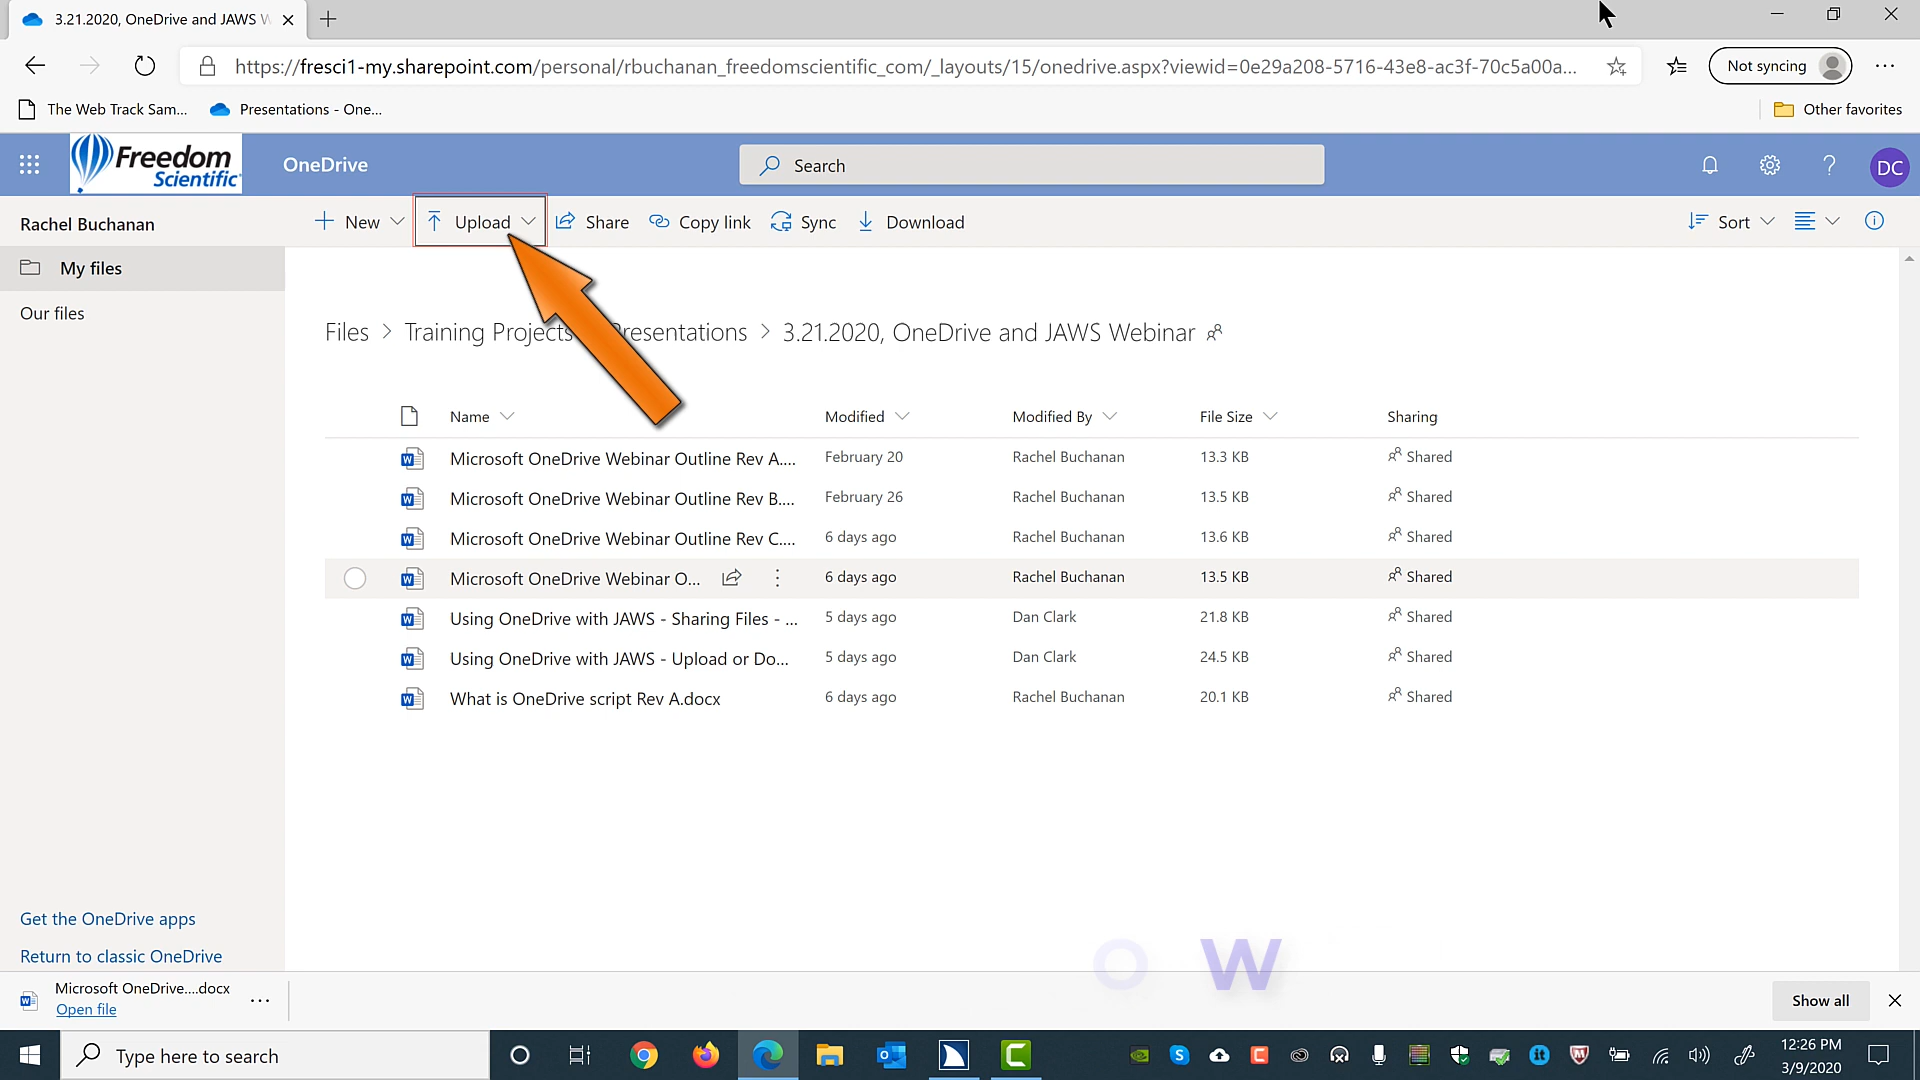 3.21.2020, OneDrive and JAWS W
https://fresci1-my.sharepoint.com/personal/rbuchanan_freedomscientific_com/_layouts/15/onedrive.aspx?viewid=0e29a208-5716-43e8-ac3f-70c5a00a...
Not syncing
The Web Track Sam...
Presentations - One...
Other favorites
Freedom
Scientific
OneDrive
Search
?
DC
Rachel Buchanan
New
Upload
Share
Copy link
Sync
Download
Sort
My files
Our files
Files > Training Projects Presentations > 3.21.2020, OneDrive and JAWS Webinar
Name Modified Modified By File Size Sharing
Microsoft OneDrive Webinar Outline Rev A.... February 20 Rachel Buchanan 13.3 KB Shared
Microsoft OneDrive Webinar Outline Rev B.... February 26 Rachel Buchanan 13.5 KB Shared
Microsoft OneDrive Webinar Outline Rev C.... 6 days ago Rachel Buchanan 13.6 KB Shared
Microsoft OneDrive Webinar O... 6 days ago Rachel Buchanan 13.5 KB Shared
Using OneDrive with JAWS - Sharing Files - ... 5 days ago Dan Clark 21.8 KB Shared
Using OneDrive with JAWS - Upload or Do... 5 days ago Dan Clark 24.5 KB Shared
What is OneDrive script Rev A.docx 6 days ago Rachel Buchanan 20.1 KB Shared
Get the OneDrive apps
Return to classic OneDrive
O W
Microsoft OneDrive....docx
Open file
Show all
Type here to search
12:26 PM
3/9/2020